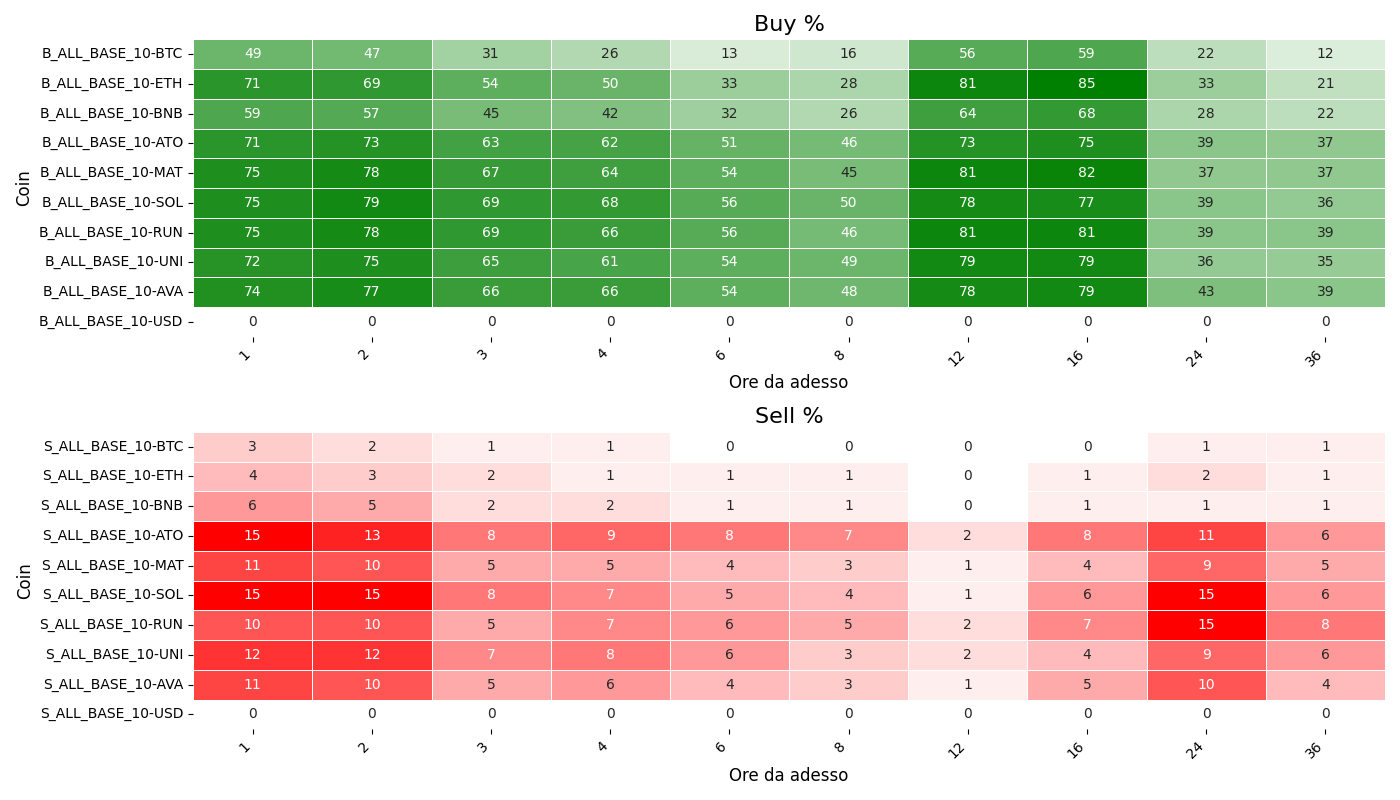 Buy %
Coin
B_ALL_BASE_10-BTC 49 47 31 26 13 16 56 59 22 12
B_ALL_BASE_10-ETH 71 69 54 50 33 28 81 85 33 21
B_ALL_BASE_10-BNB 59 57 45 42 32 26 64 68 28 22
B_ALL_BASE_10-ATO 71 73 63 62 51 46 73 75 39 37
B_ALL_BASE_10-MAT 75 78 67 64 54 45 81 82 37 37
B_ALL_BASE_10-SOL 75 79 69 68 56 50 78 77 39 36
B_ALL_BASE_10-RUN 75 78 69 66 56 46 81 81 39 39
B_ALL_BASE_10-UNI 72 75 65 61 54 49 79 79 36 35
B_ALL_BASE_10-AVA 74 77 66 66 54 48 78 79 43 39
B_ALL_BASE_10-USD 0 0 0 0 0 0 0 0 0 0
1 2 3 4 6 8 12 16 24 36
Ore da adesso
Sell %
Coin
S_ALL_BASE_10-BTC 3 2 1 1 0 0 0 0 1 1
S_ALL_BASE_10-ETH 4 3 2 1 1 1 0 1 2 1
S_ALL_BASE_10-BNB 6 5 2 2 1 1 0 1 1 1
S_ALL_BASE_10-ATO 15 13 8 9 8 7 2 8 11 6
S_ALL_BASE_10-MAT 11 10 5 5 4 3 1 4 9 5
S_ALL_BASE_10-SOL 15 15 8 7 5 4 1 6 15 6
S_ALL_BASE_10-RUN 10 10 5 7 6 5 2 7 15 8
S_ALL_BASE_10-UNI 12 12 7 8 6 3 2 4 9 6
S_ALL_BASE_10-AVA 11 10 5 6 4 3 1 5 10 4
S_ALL_BASE_10-USD 0 0 0 0 0 0 0 0 0 0
1 2 3 4 6 8 12 16 24 36
Ore da adesso